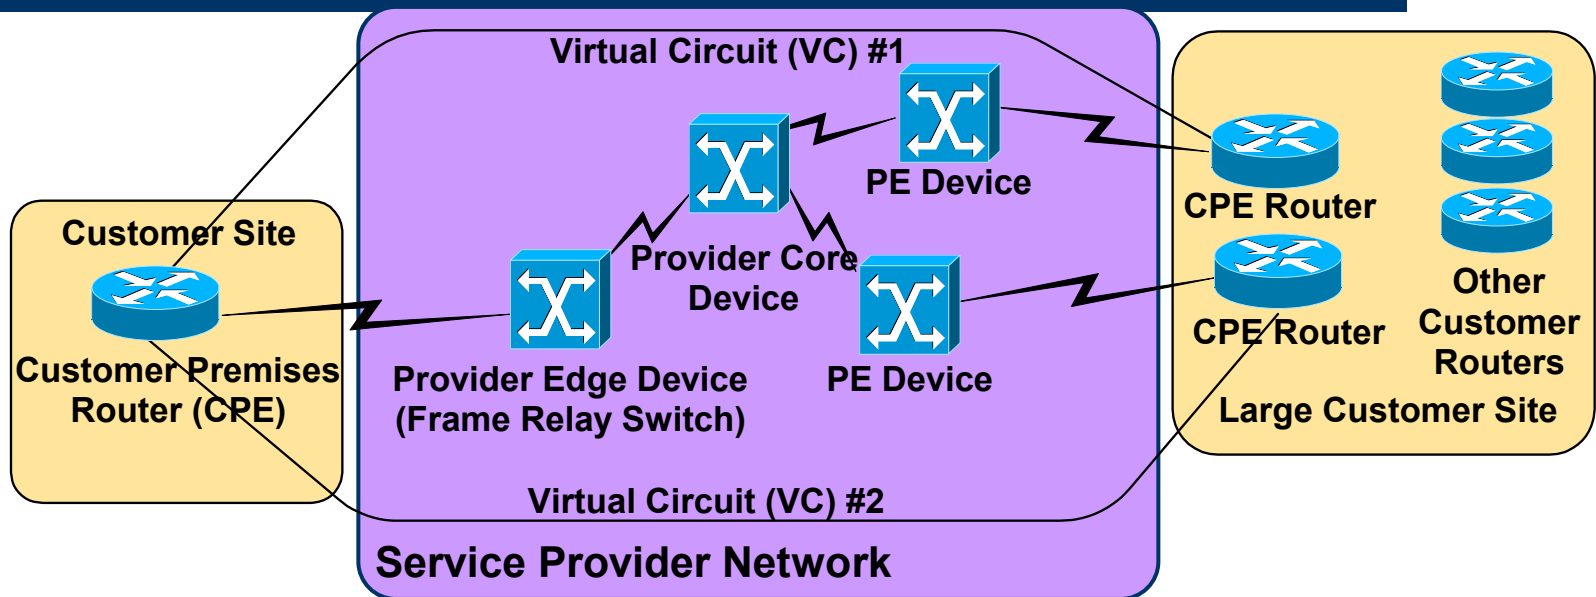 Virtual Circuit (VC) #1
PE Device
CPE Router
Customer Site
Provider Core
Device
Other
Customer
Routers
CPE Router
Customer Premises
Router (CPE)
Provider Edge Device
(Frame Relay Switch)
PE Device
Large Customer Site
Virtual Circuit (VC) #2
Service Provider Network